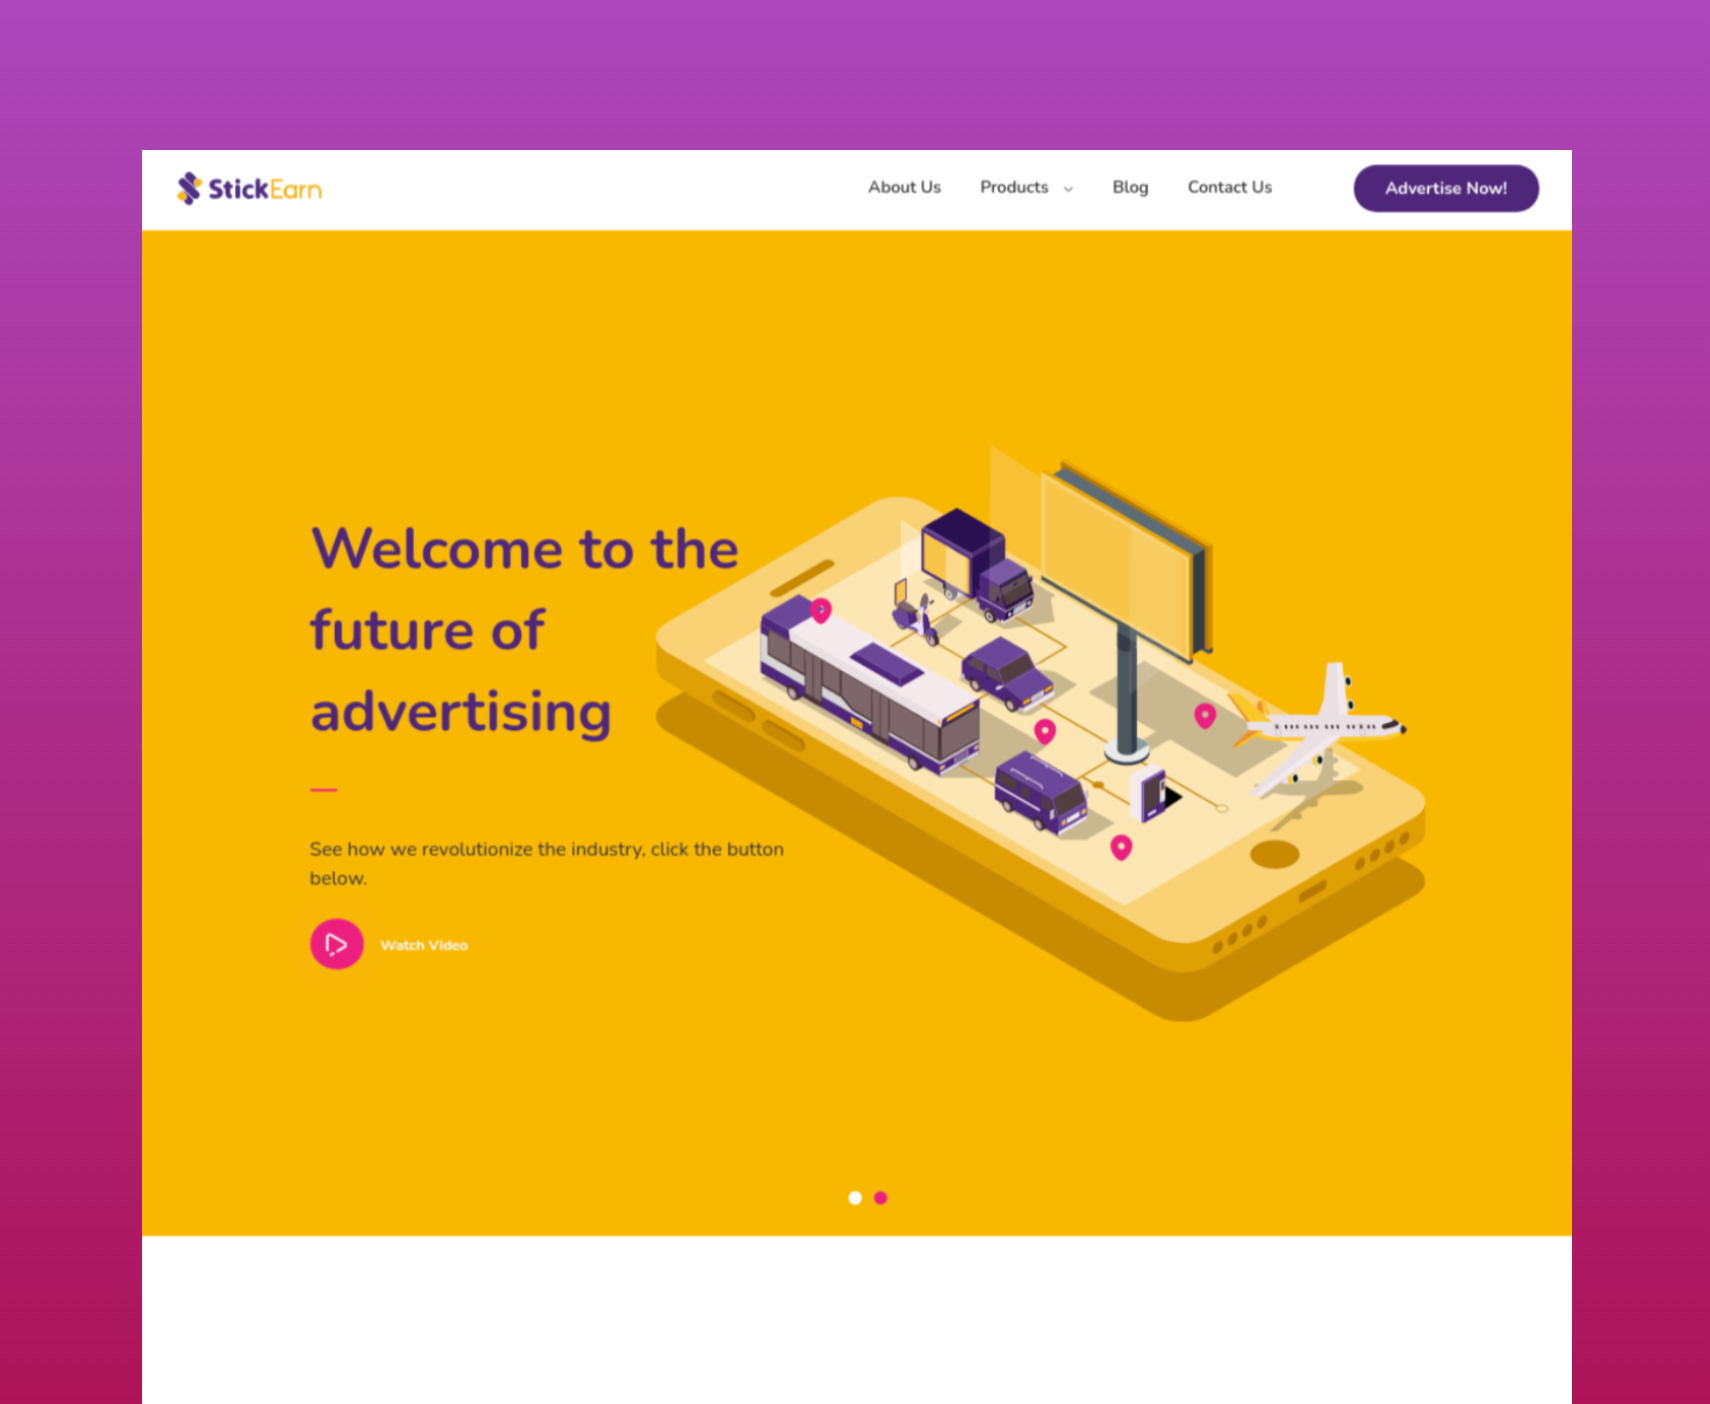 StickEarn
About Us Products Blog Contact Us Advertise Now!
Welcome to the
future of
advertising
See how we revolutionize the industry, click the button
below.
Watch Video